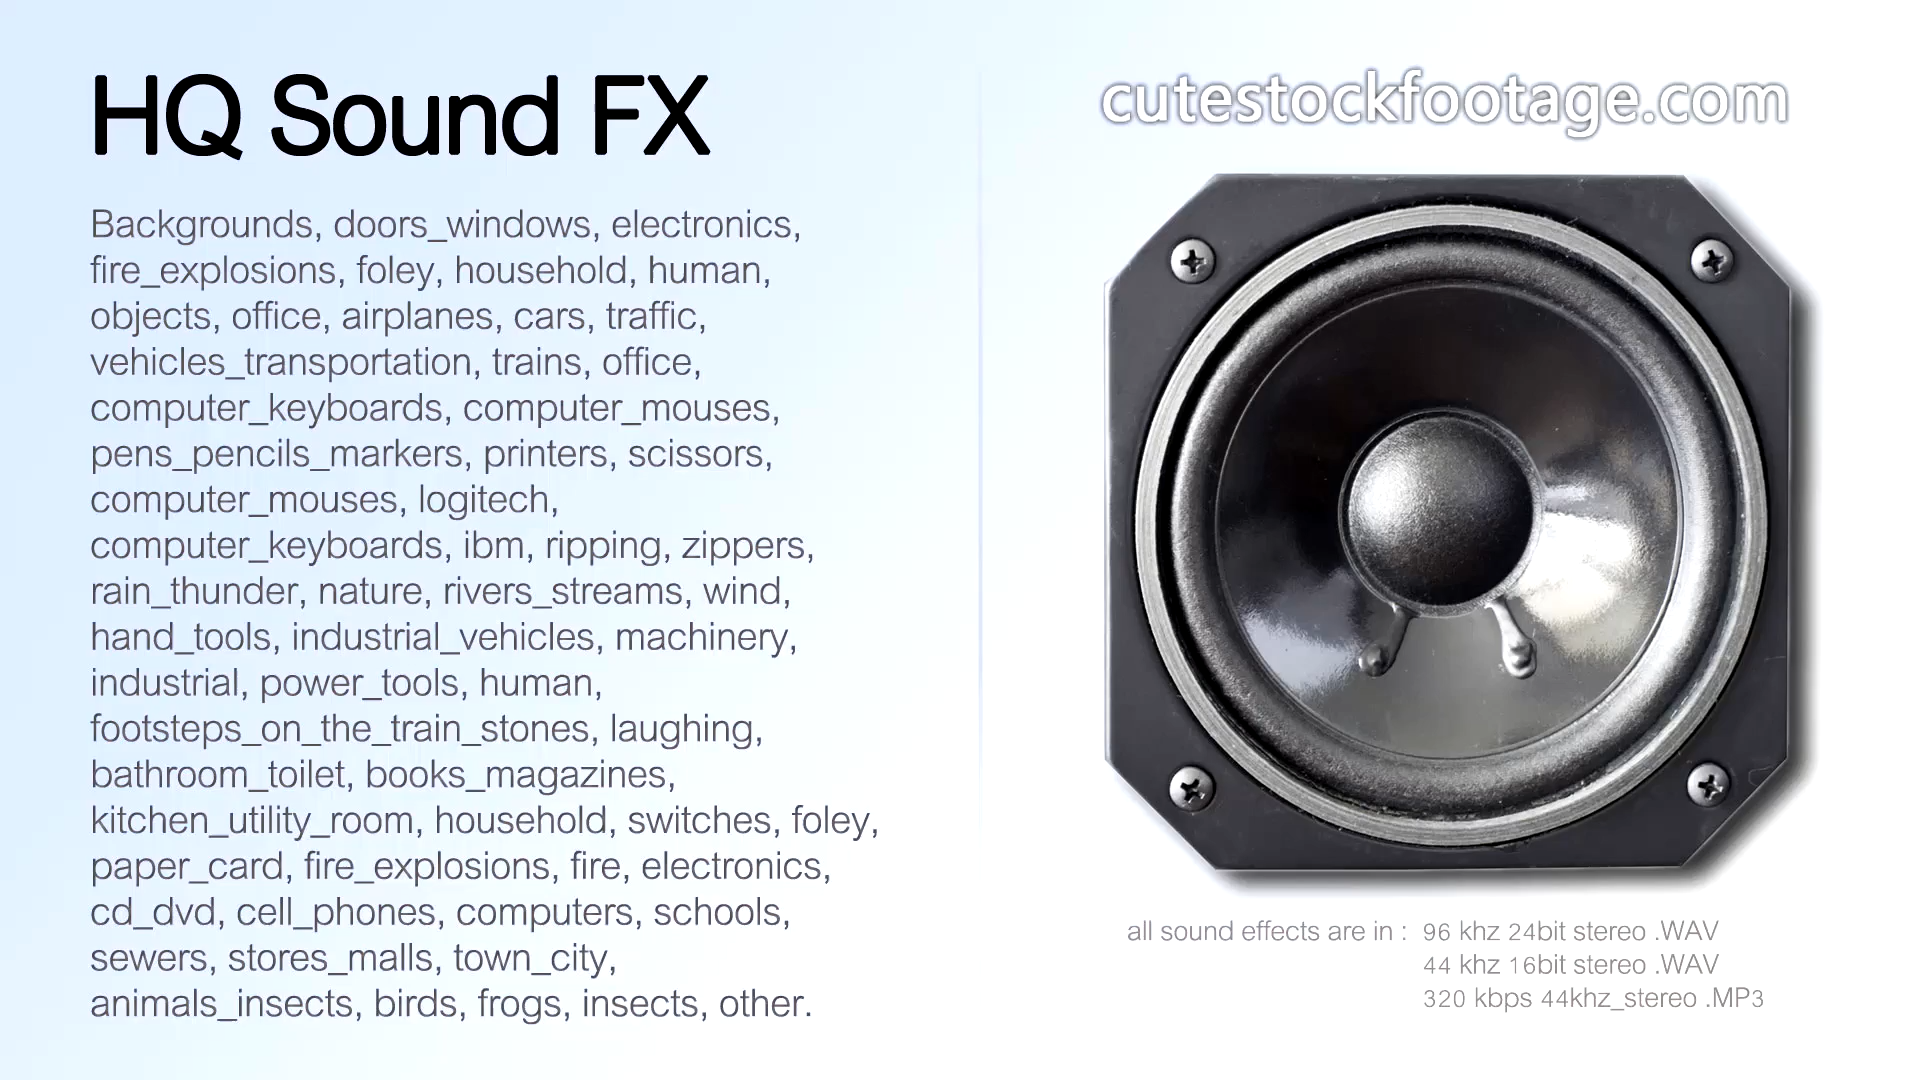 HQ Sound FX
Backgrounds, doors_windows, electronics,
fire_explosions, foley, household, human,
objects, office, airplanes, cars, traffic,
vehicles_transportation, trains, office,
computer_keyboards, computer_mouses,
pens_pencils_markers, printers, scissors,
computer_mouses, logitech,
computer_keyboards, ibm, ripping, zippers,
rain_thunder, nature, rivers_streams, wind,
hand_tools, industrial_vehicles, machinery,
industrial, power_tools, human,
footsteps_on_the_train_stones, laughing,
bathroom_toilet, books_magazines,
kitchen_utility_room, household, switches, foley,
paper_card, fire_explosions, fire, electronics,
cd_dvd, cell_phones, computers, schools,
sewers, stores_malls, town_city,
animals_insects, birds, frogs, insects, other.
cutestockfootage.com
all sound effects are in : 96 khz 24bit stereo .WAV
44 khz 16bit stereo .WAV
320 kbps 44khz_stereo .MP3